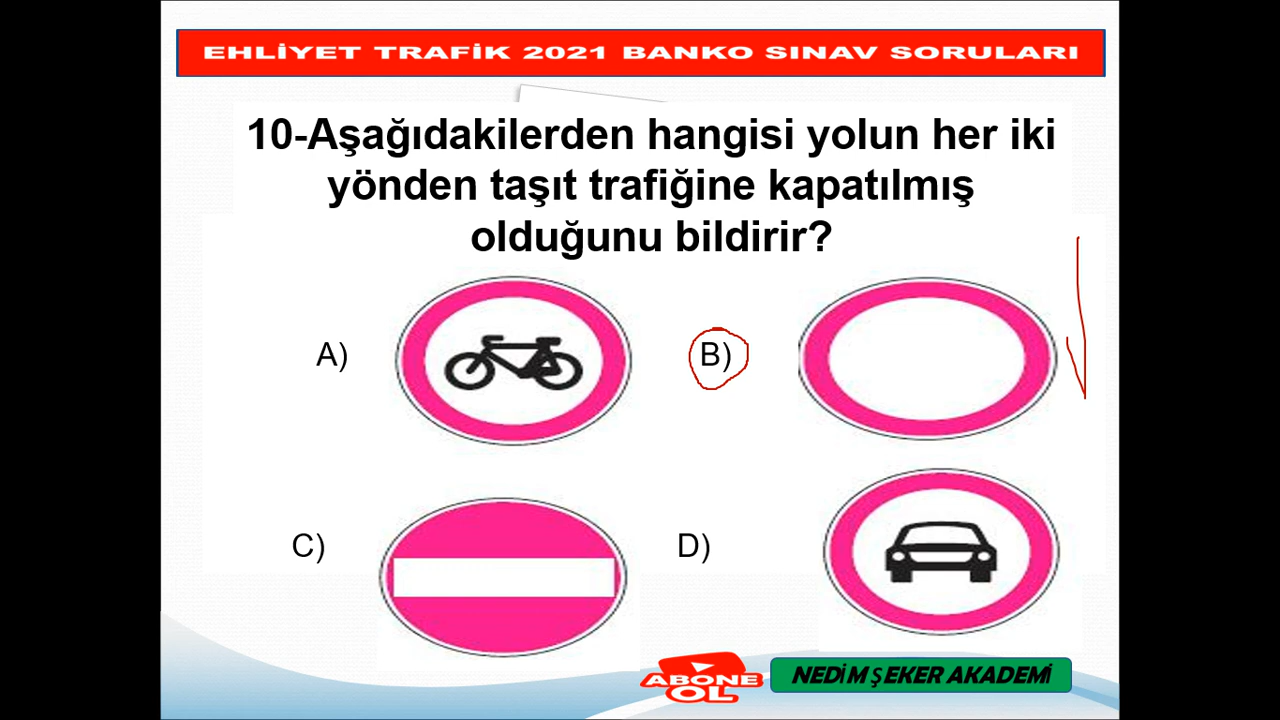 EHLİYET TRAFİK 2021 BANKO SINAV SORULARI
10-Aşağıdakilerden hangisi yolun her iki
yönden taşıt trafiğine kapatılmış
olduğunu bildirir?
A)
B)
C)
D)
ABONE
OL
NEDİM ŞEKER AKADEMİ